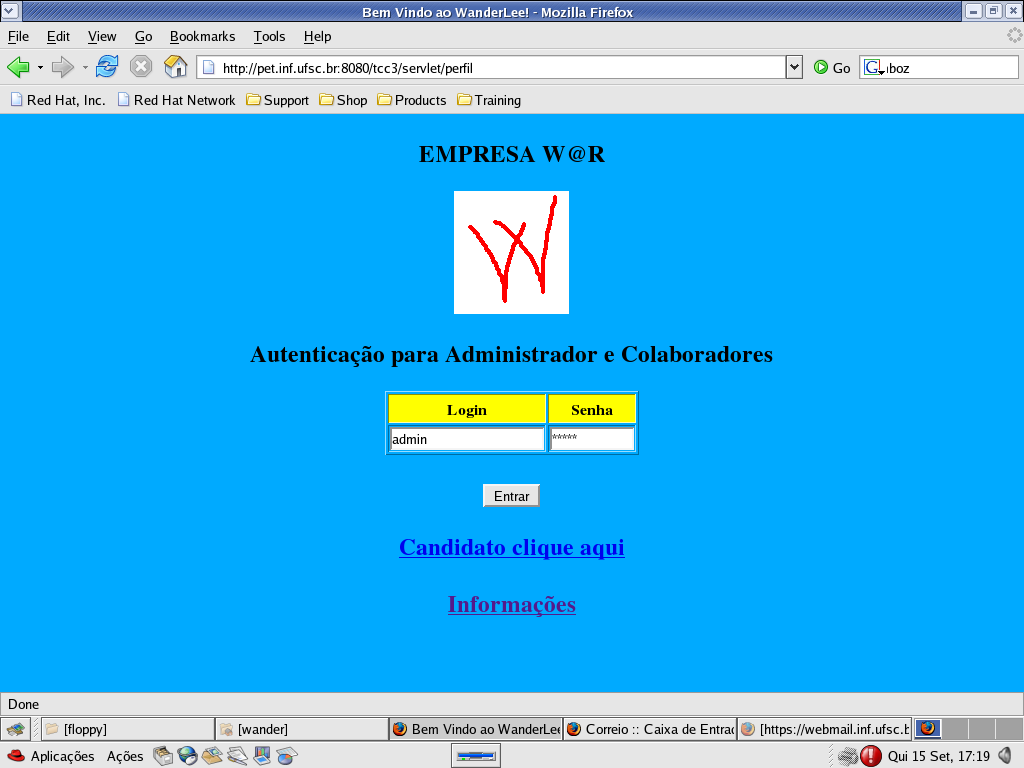 Bem Vindo ao WanderLee! - Mozilla Firefox
File Edit View Go Bookmarks Tools Help
http://pet.inf.ufsc.br:8080/tcc3/servlet/perfil Go G boz
Red Hat, Inc. Red Hat Network Support Shop Products Training
EMPRESA W@R
W
Autenticação para Administrador e Colaboradores
Login Senha
admin *****
Entrar
Candidato clique aqui
Informações
Done
[floppy] [wander] Bem Vindo ao WanderLee Correio :: Caixa de Entra [https://webmail.inf.ufsc.b
Aplicações Ações Qui 15 Set, 17:19